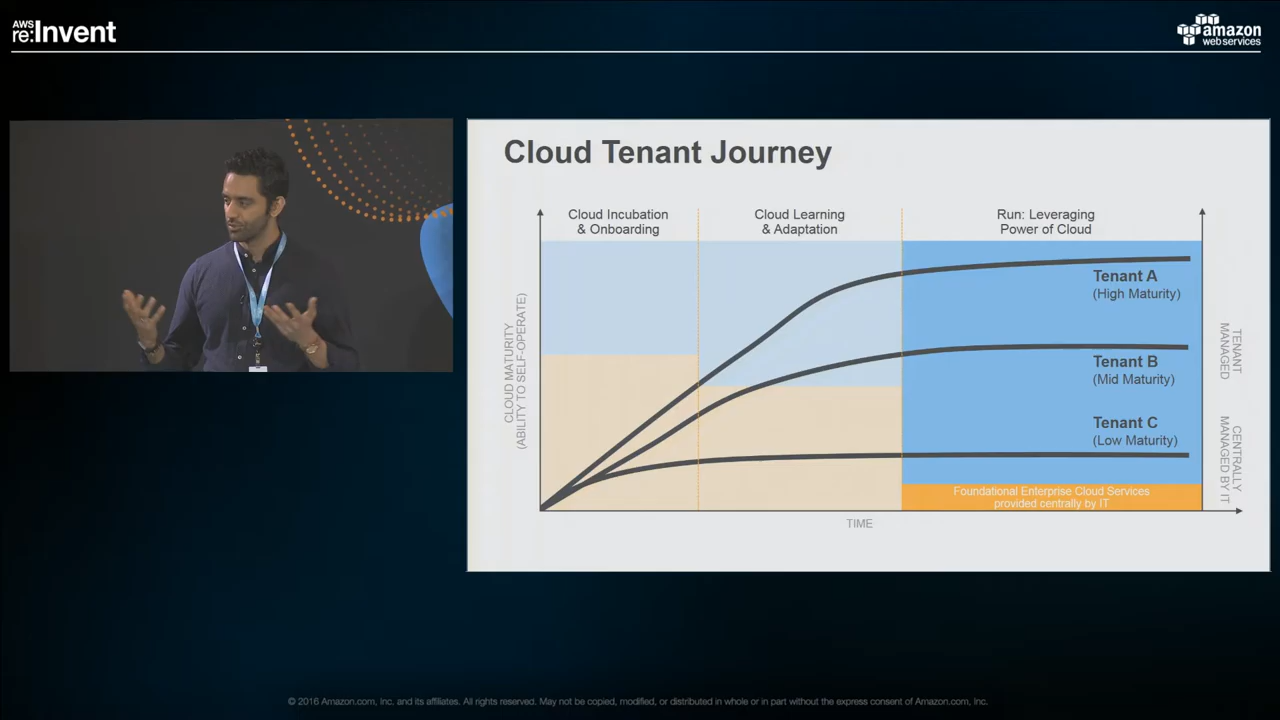 AWS
re:Invent
amazon
web services
Cloud Tenant Journey
Cloud Incubation
& Onboarding
Cloud Learning
& Adaptation
Run: Leveraging
Power of Cloud
CLOUD MATURITY
(ABILITY TO SELF-OPERATE)
Tenant A
(High Maturity)
Tenant B
(Mid Maturity)
Tenant C
(Low Maturity)
TENANT
MANAGED
CENTRALLY
MANAGED BY IT
Foundational Enterprise Cloud Services
provided centrally by IT
TIME
© 2016 Amazon.com, Inc. and its affiliates. All rights reserved. May not be copied, modified, or distributed in whole or in part without the express consent of Amazon.com, Inc.